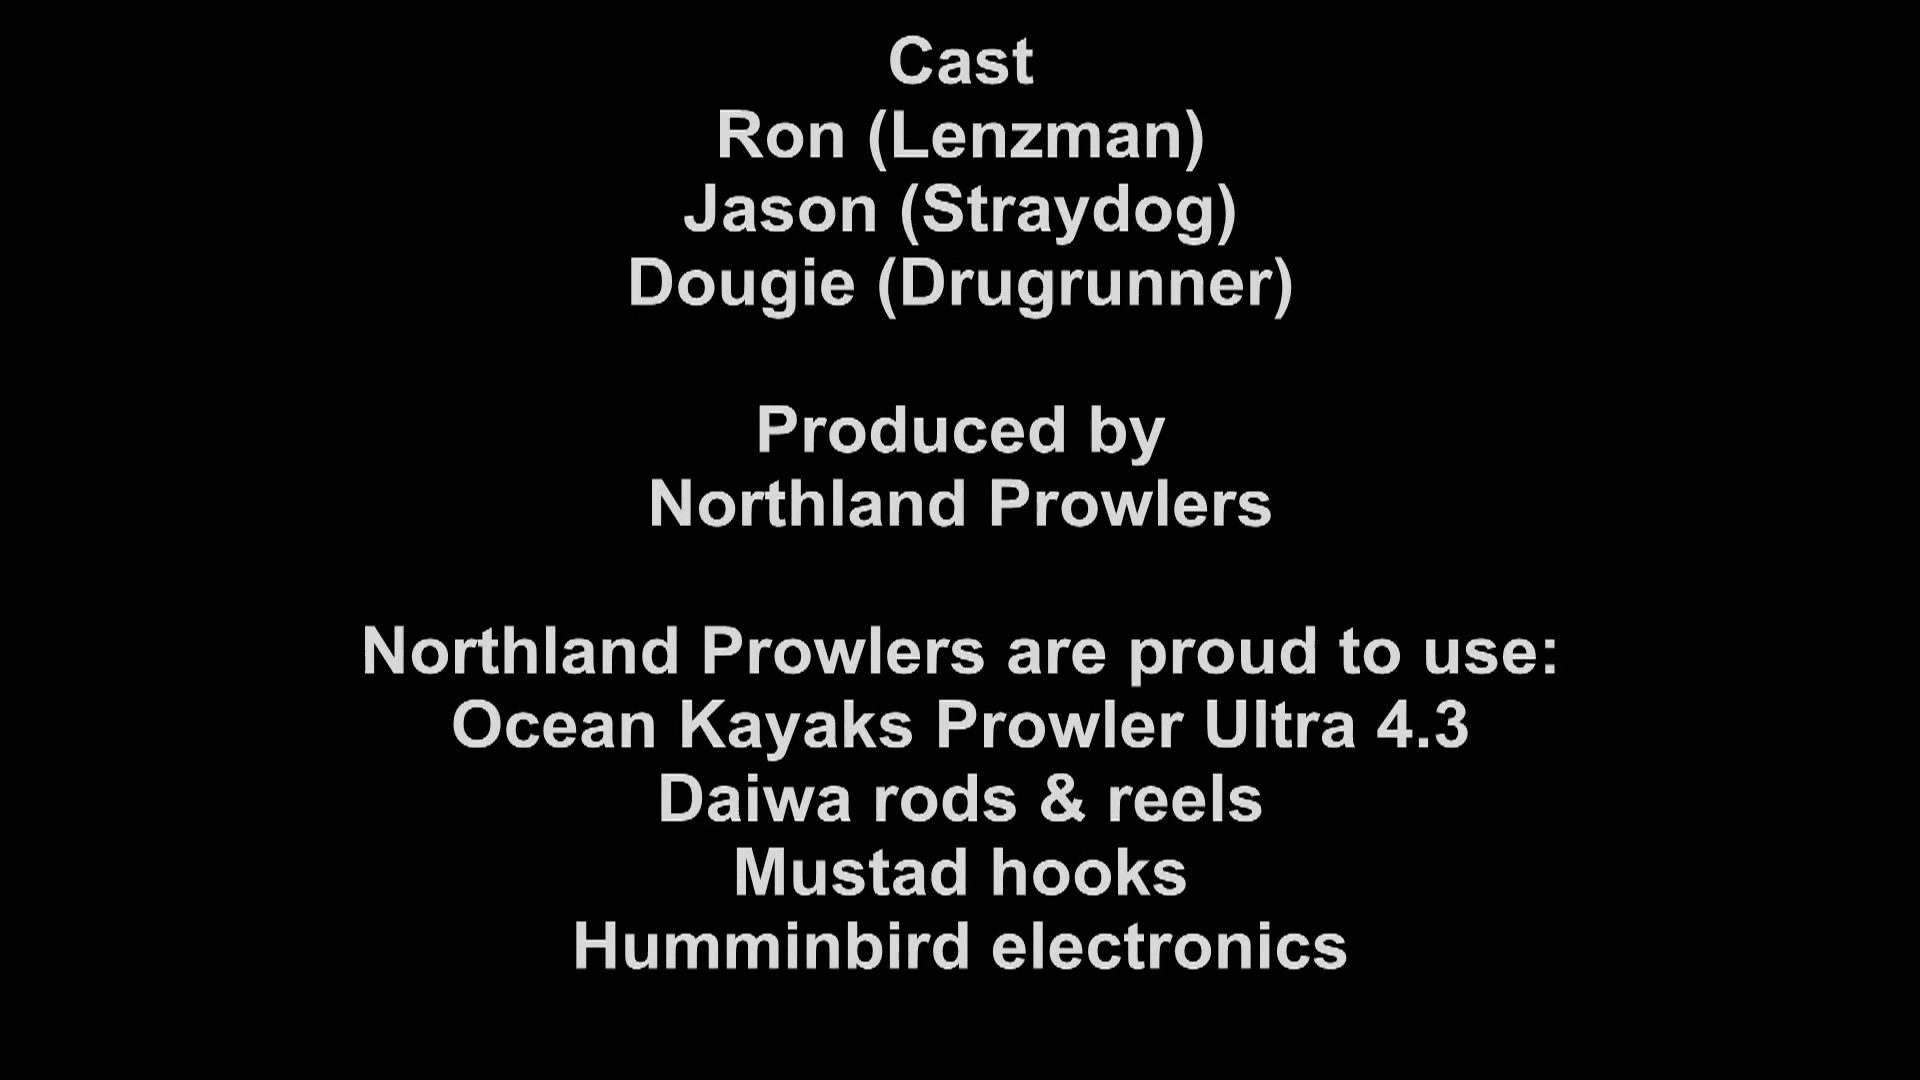 Cast
Ron (Lenzman)
Jason (Straydog)
Dougie (Drugrunner)
Produced by
Northland Prowlers
Northland Prowlers are proud to use:
Ocean Kayaks Prowler Ultra 4.3
Daiwa rods & reels
Mustad hooks
Humminbird electronics